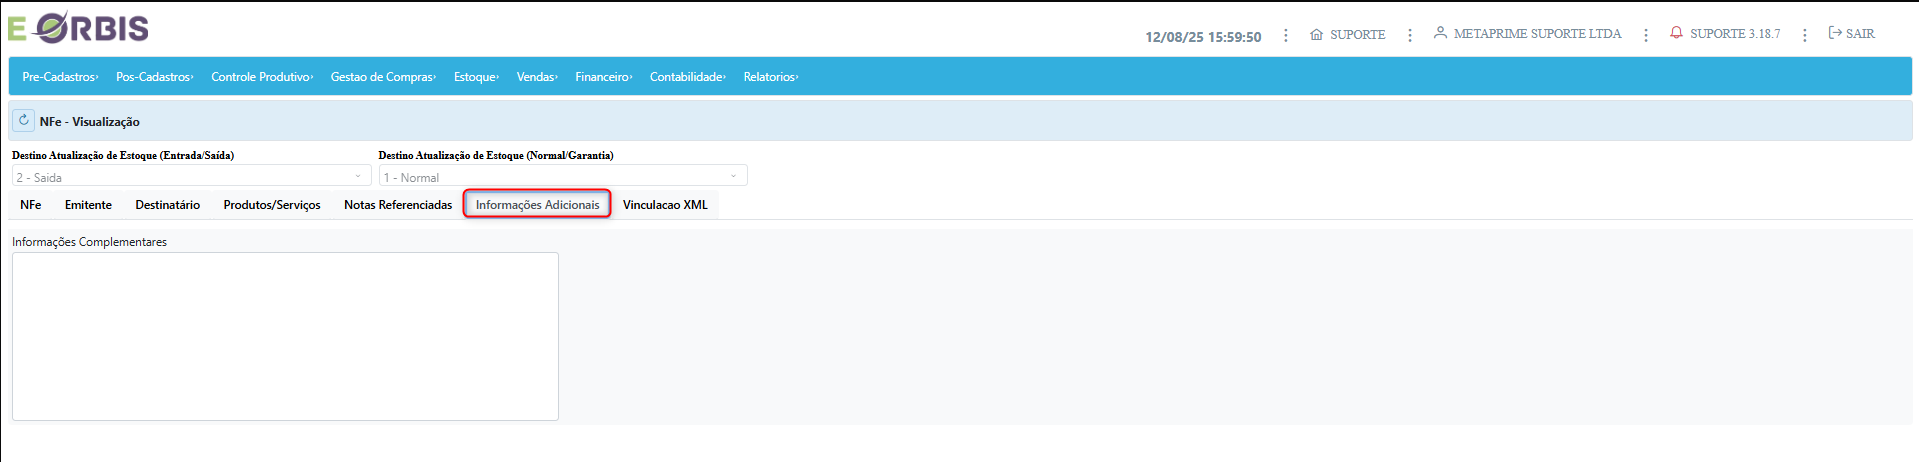 E ORBIS
12/08/25 15:59:50 SUPORTE METAPRIME SUPORTE LTDA SUPORTE 3.18.7 SAIR
Pre-Cadastros Pos-Cadastros Controle Produtivo Gestao de Compras Estoque Vendas Financeiro Contabilidade Relatorios
NFe - Visualização
Destino Atualização de Estoque (Entrada/Saída) Destino Atualização de Estoque (Normal/Garantia)
2 - Saida 1 - Normal
NFe Emitente Destinatário Produtos/Serviços Notas Referenciadas Informações Adicionais Vinculacao XML
Informações Complementares